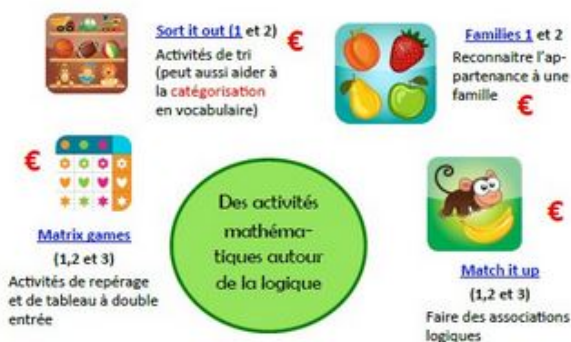 Sort it out (1 et 2)
€
Activités de tri
(peut aussi aider à
la catégorisation
en vocabulaire)
Families 1 et 2
Reconnaitre l'ap-
partenance à une
famille
€
€
Matrix games
(1,2 et 3)
Activités de repérage
et de tableau à double
entrée
Des activités
mathéma-
tiques autour
de la logique
€
Match it up
(1,2 et 3)
Faire des associations
logiques